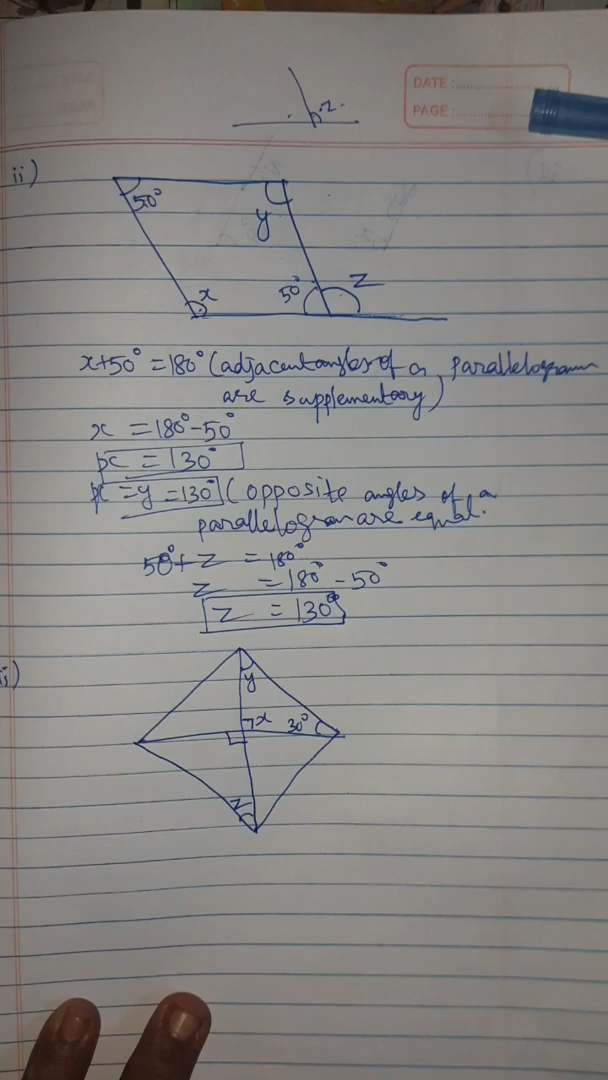 DATE :
PAGE :
z
ii)
50°
y
x
50°
z
x+50° = 180° (adjacent angles of a parallelogram
are supplementary)
x = 180° - 50°
x = 130°
x = y = 130° (opposite angles of a
parallelogram are equal.
50° + z = 180°
z = 180° - 50°
z = 130°
y
x
30°
z